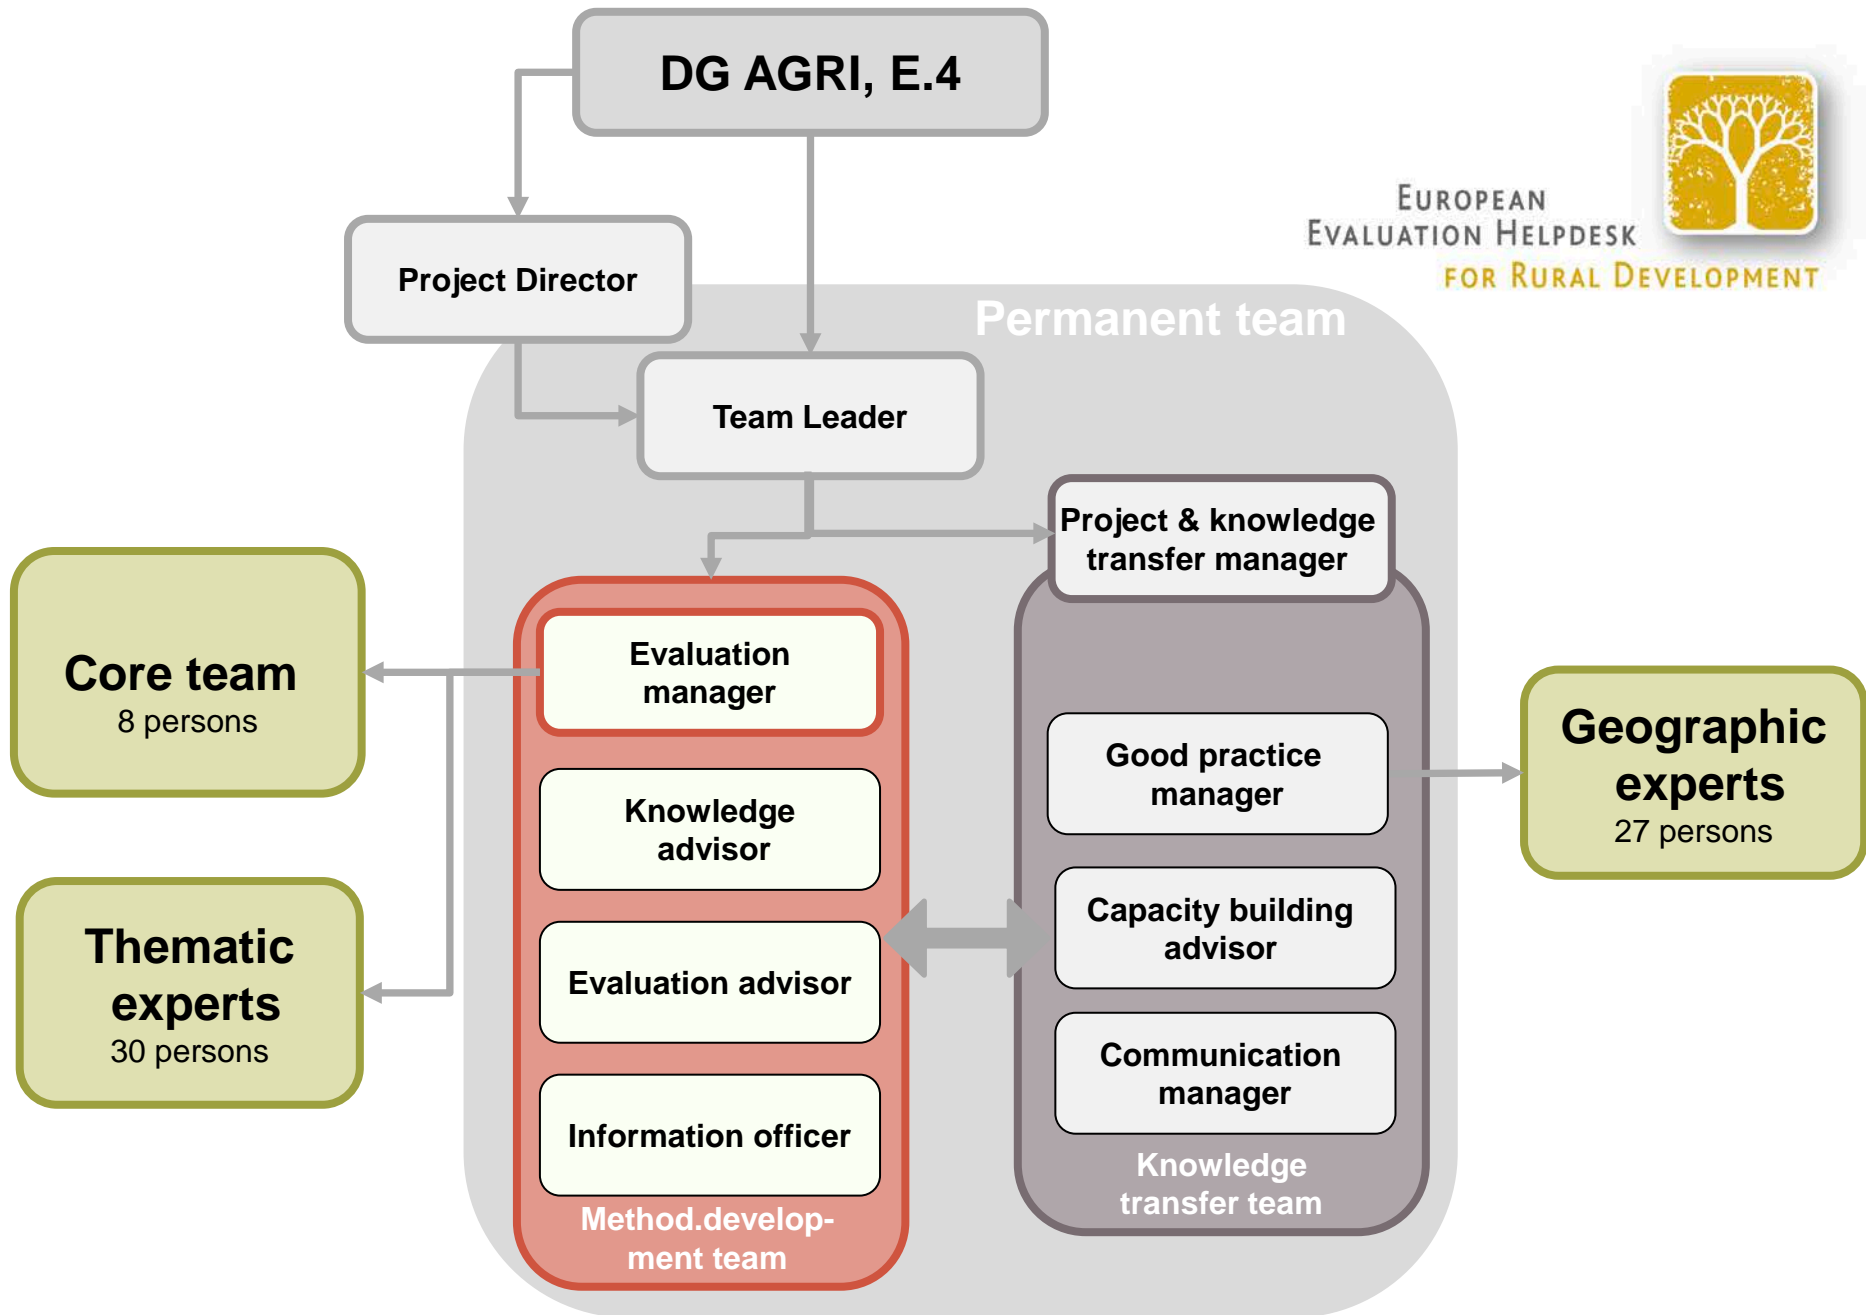 DG AGRI, E.4
EUROPEAN
EVALUATION HELPDESK
FOR RURAL DEVELOPMENT
Project Director
Permanent team
Team Leader
Project & knowledge
transfer manager
Core team
8 persons
Evaluation
manager
Geographic
experts
27 persons
Good practice
manager
Knowledge
advisor
Capacity building
advisor
Thematic
experts
30 persons
Evaluation advisor
Communication
manager
Information officer
Knowledge
transfer team
Method.develop-
ment team